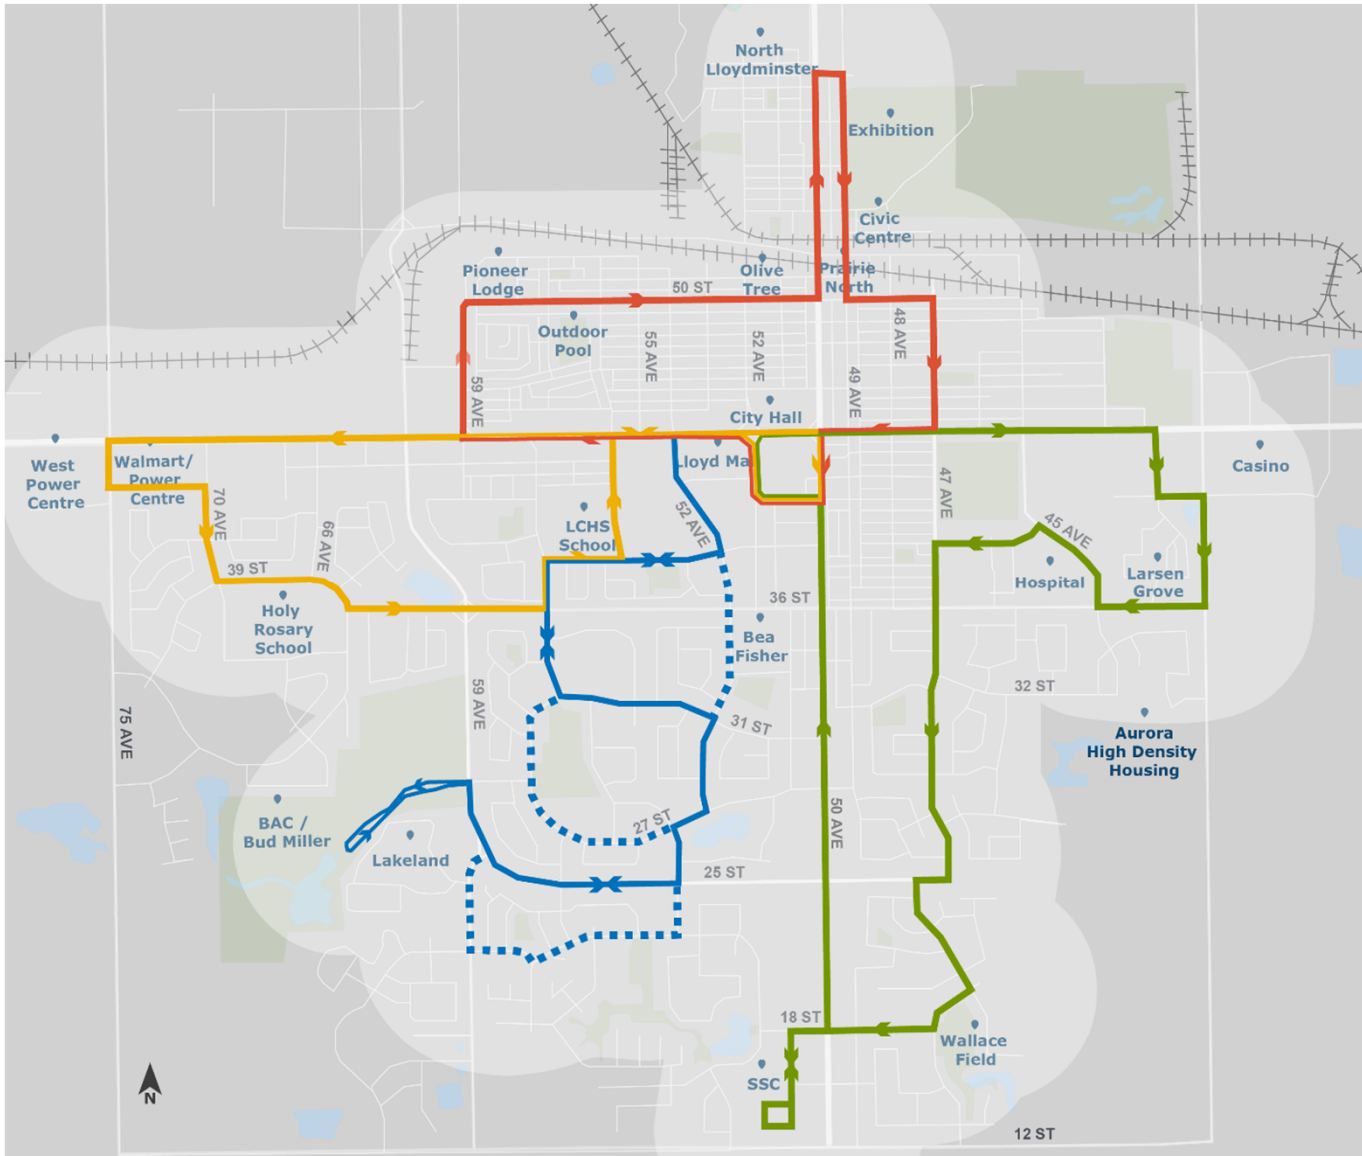 North
Lloydminster
Exhibition
Civic
Centre
Pioneer
Lodge
Olive
Tree
Prairie
North
50 ST
Outdoor
Pool
55 AVE
52 AVE
48 AVE
59 AVE
49 AVE
City Hall
West
Power
Centre
Walmart/
Power
Centre
Lloyd Ma
Casino
70 AVE
66 AVE
LCHS
School
52 AVE
47 AVE
45 AVE
39 ST
Hospital
Larsen
Grove
Holy
Rosary
School
36 ST
Bea
Fisher
32 ST
75 AVE
59 AVE
31 ST
Aurora
High Density
Housing
BAC /
Bud Miller
27 ST
50 AVE
Lakeland
25 ST
18 ST
Wallace
Field
SSC
N
12 ST